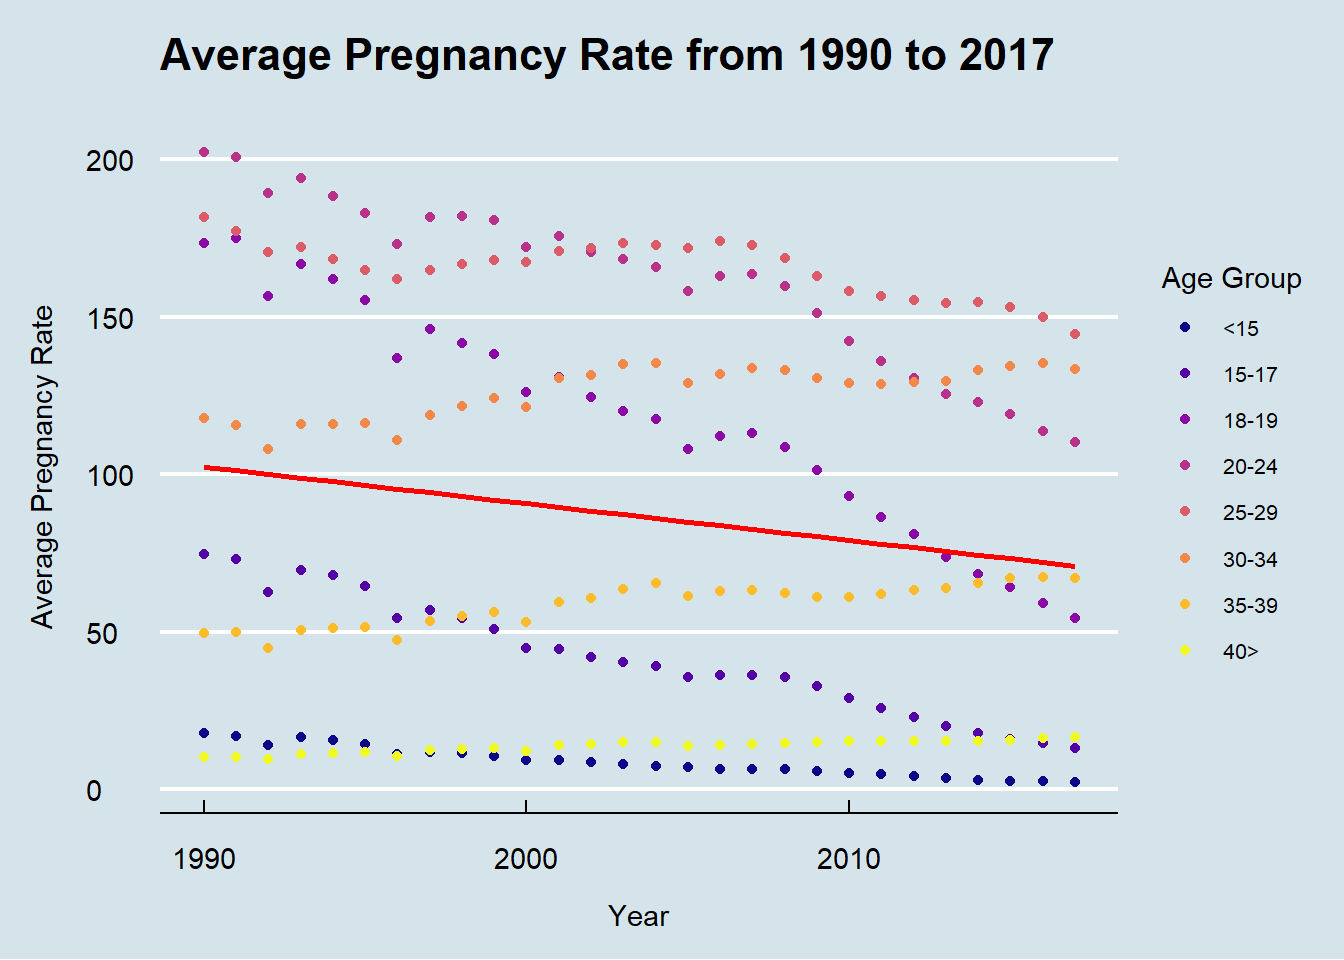 Average Pregnancy Rate from 1990 to 2017
200
150
100
50
0
Average Pregnancy Rate
1990 2000 2010
Year
Age Group
<15
15-17
18-19
20-24
25-29
30-34
35-39
40>